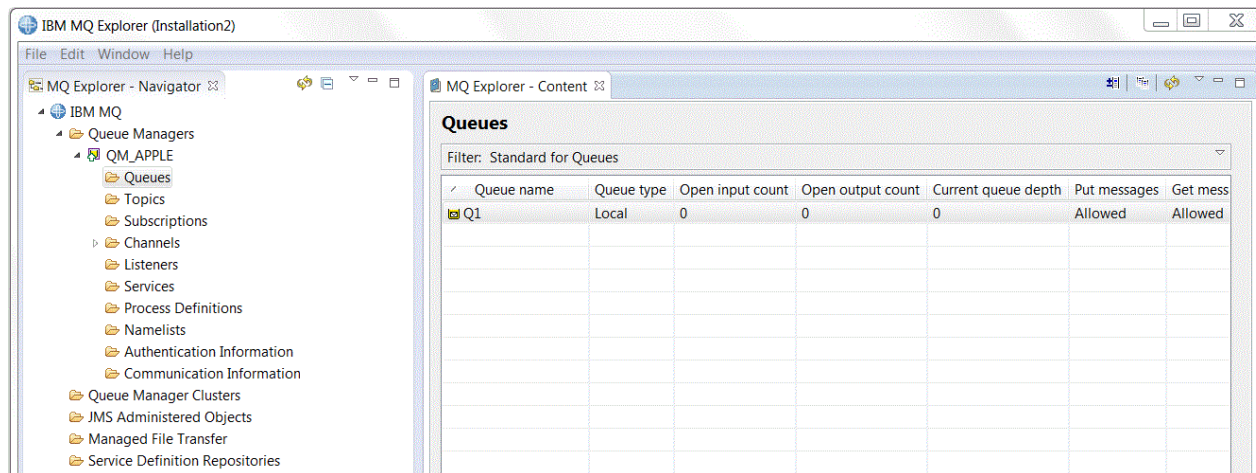 IBM MQ Explorer (Installation2)
File Edit Window Help
MQ Explorer - Navigator
IBM MQ
Queue Managers
QM_APPLE
Queues
Topics
Subscriptions
Channels
Listeners
Services
Process Definitions
Namelists
Authentication Information
Communication Information
Queue Manager Clusters
JMS Administered Objects
Managed File Transfer
Service Definition Repositories
MQ Explorer - Content
Queues
Filter: Standard for Queues
Queue name Queue type Open input count Open output count Current queue depth Put messages Get mess
Q1 Local 0 0 0 Allowed Allowed